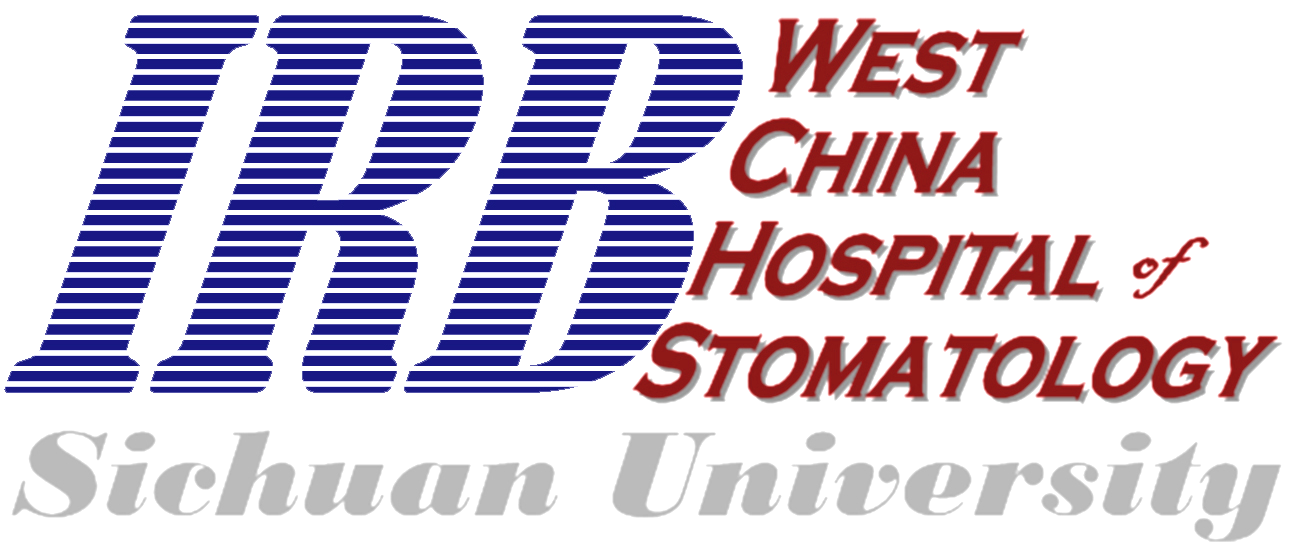 IRB
WEST
CHINA
HOSPITAL of
STOMATOLOGY
Sichuan University